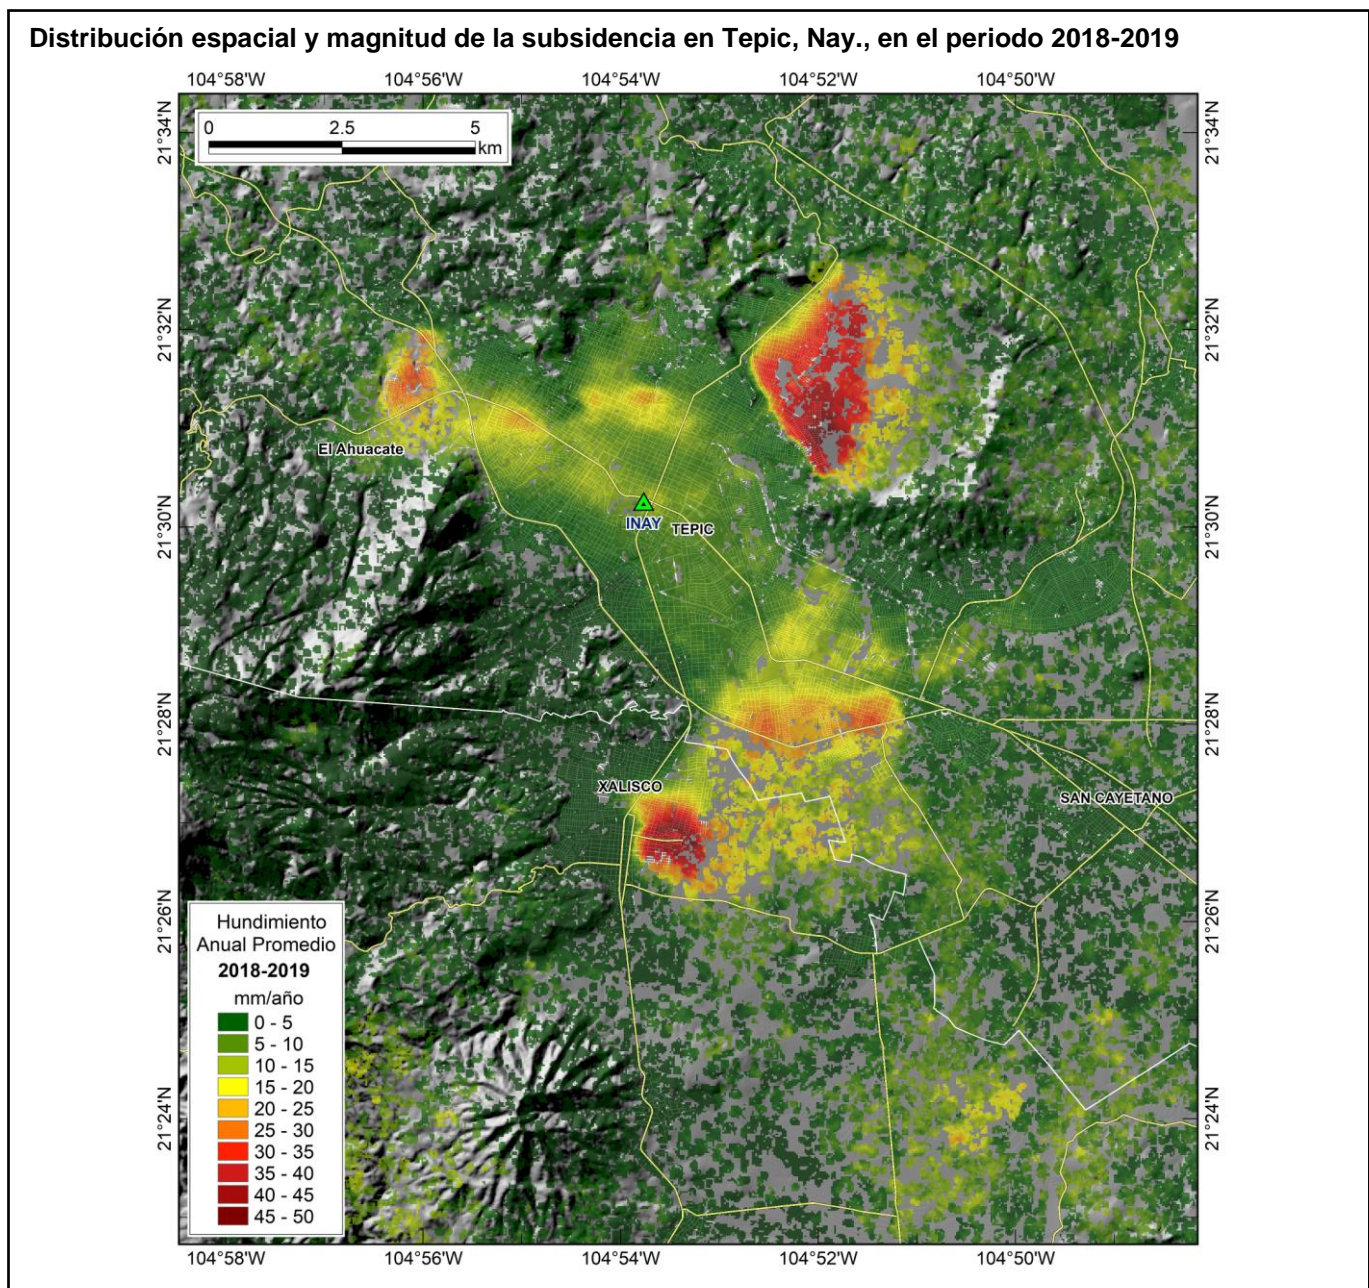 Distribución espacial y magnitud de la subsidencia en Tepic, Nay., en el periodo 2018-2019
104°58'W 104°56'W 104°54'W 104°52'W 104°50'W
0 2.5 5
km
21°34'N 21°34'N
21°32'N 21°32'N
El Ahuacate
21°30'N 21°30'N
INAY
TEPIC
21°28'N 21°28'N
XALISCO
SAN CAYETANO
21°26'N 21°26'N
Hundimiento
Anual Promedio
2018-2019
mm/año
0 - 5
5 - 10
10 - 15
15 - 20
20 - 25
25 - 30
30 - 35
35 - 40
40 - 45
45 - 50
21°24'N 21°24'N
104°58'W 104°56'W 104°54'W 104°52'W 104°50'W